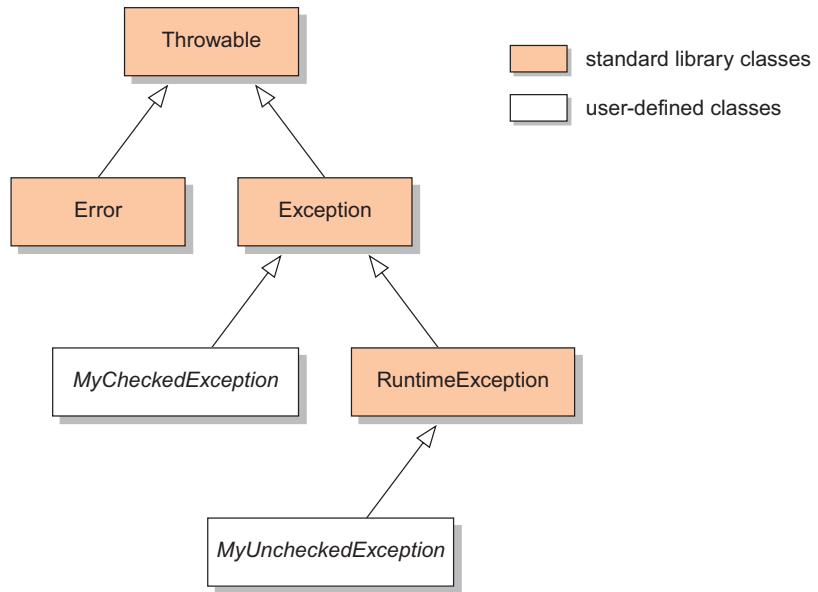 Throwable
standard library classes
user-defined classes
Error
Exception
MyCheckedException
RuntimeException
MyUncheckedException